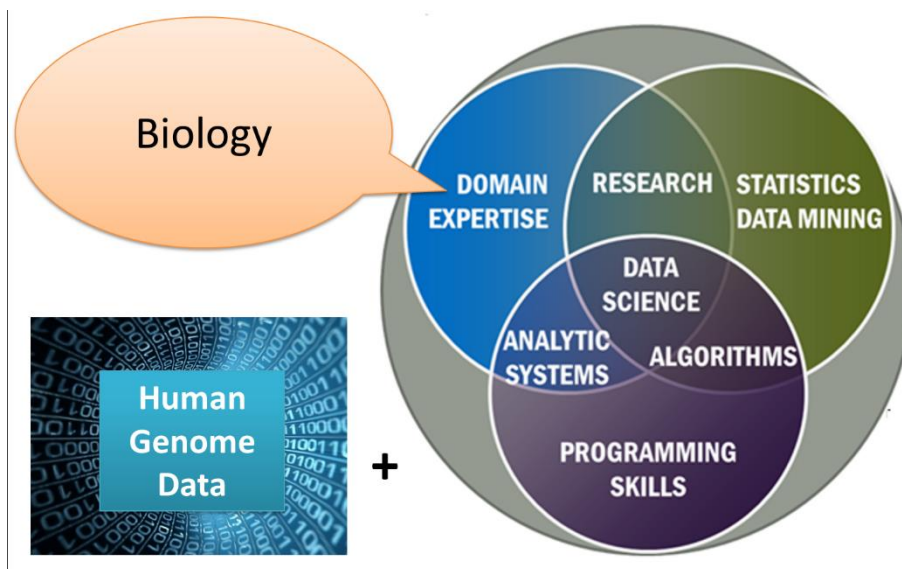 Biology
DOMAIN
EXPERTISE
RESEARCH
STATISTICS
DATA MINING
DATA
SCIENCE
ANALYTIC
SYSTEMS
ALGORITHMS
PROGRAMMING
SKILLS
Human
Genome
Data
+